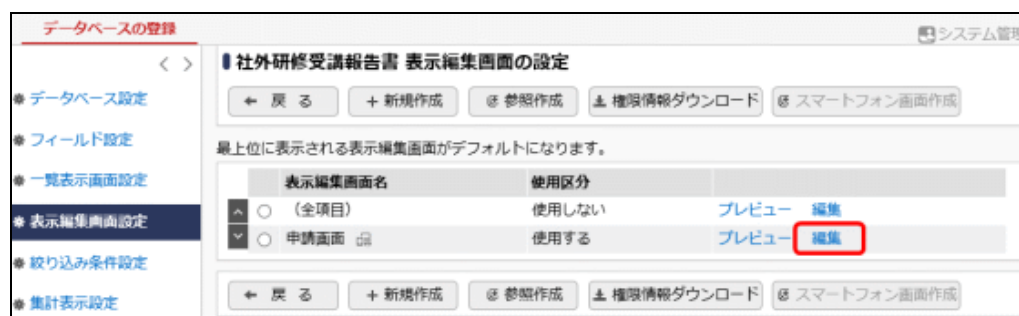 データベースの登録
システム管理
< >
社外研修受講報告書 表示編集画面の設定
データベース設定
← 戻 る + 新規作成 参照作成 権限情報ダウンロード スマートフォン画面作成
フィールド設定
最上位に表示される表示編集画面がデフォルトになります。
一覧表示画面設定
表示編集画面名 使用区分
(全項目) 使用しない プレビュー 編集
表示編集画面設定
申請画面 使用する プレビュー 編集
絞り込み条件設定
集計表示設定
← 戻 る + 新規作成 参照作成 権限情報ダウンロード スマートフォン画面作成